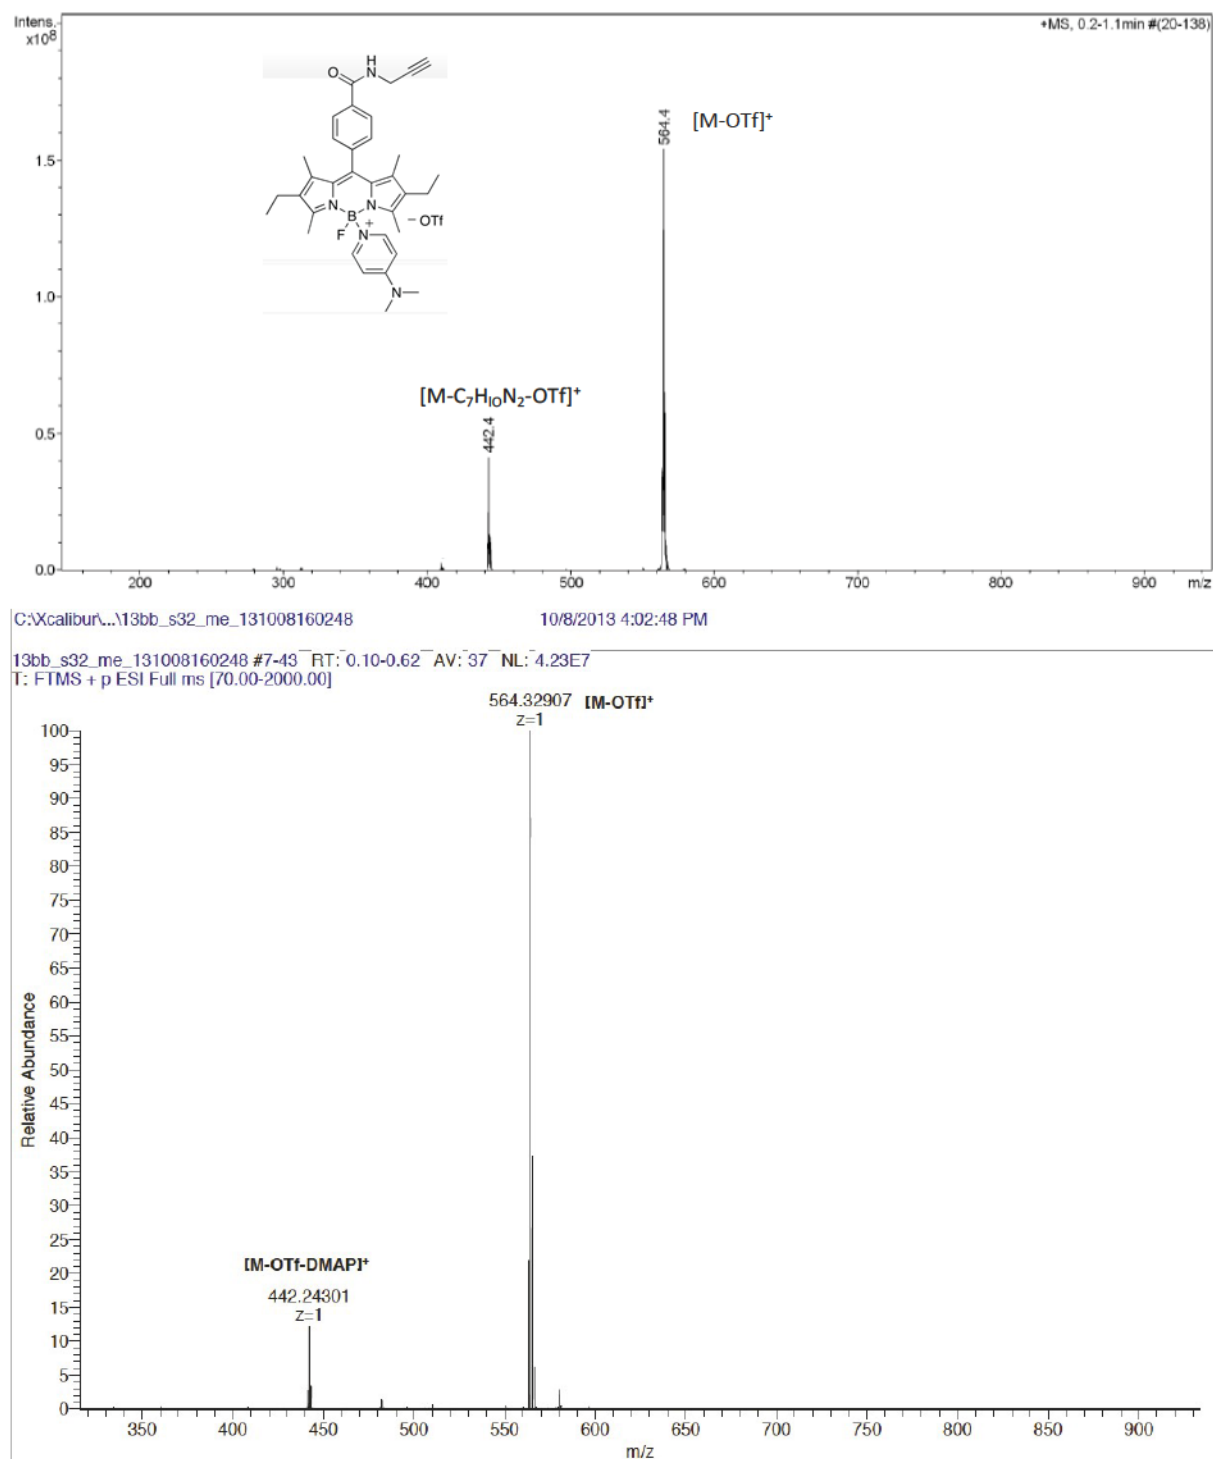 Intens.
x10⁸
+MS, 0.2-1.1min #(20-138)
O
H
N
564.4
[M-OTf]⁺
1.5
N
N
B
+
− OTf
F
N
1.0
N
[M-C₇H₁₀N₂-OTf]⁺
442.4
0.5
0.0
200 300 400 500 600 700 800 900 m/z
C:\Xcalibur\...\13bb_s32_me_131008160248 10/8/2013 4:02:48 PM
13bb_s32_me_131008160248 #7-43 RT: 0.10-0.62 AV: 37 NL: 4.23E7
T: FTMS + p ESI Full ms [70.00-2000.00]
564.32907 [M-OTf]⁺
z=1
100
95
90
85
80
75
70
65
60
55
50
45
40
35
30
25
20
15
10
5
0
Relative Abundance
[M-OTf-DMAP]⁺
442.24301
z=1
350 400 450 500 550 600 650 700 750 800 850 900
m/z